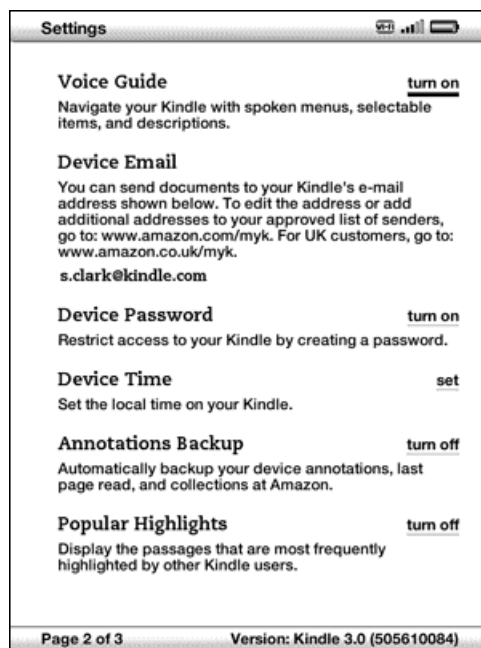 Settings
Wi-Fi
Voice Guide turn on
Navigate your Kindle with spoken menus, selectable
items, and descriptions.
Device Email
You can send documents to your Kindle's e-mail
address shown below. To edit the address or add
additional addresses to your approved list of senders,
go to: www.amazon.com/myk. For UK customers, go to:
www.amazon.co.uk/myk.
s.clark@kindle.com
Device Password turn on
Restrict access to your Kindle by creating a password.
Device Time set
Set the local time on your Kindle.
Annotations Backup turn off
Automatically backup your device annotations, last
page read, and collections at Amazon.
Popular Highlights turn off
Display the passages that are most frequently
highlighted by other Kindle users.
Page 2 of 3 Version: Kindle 3.0 (505610084)